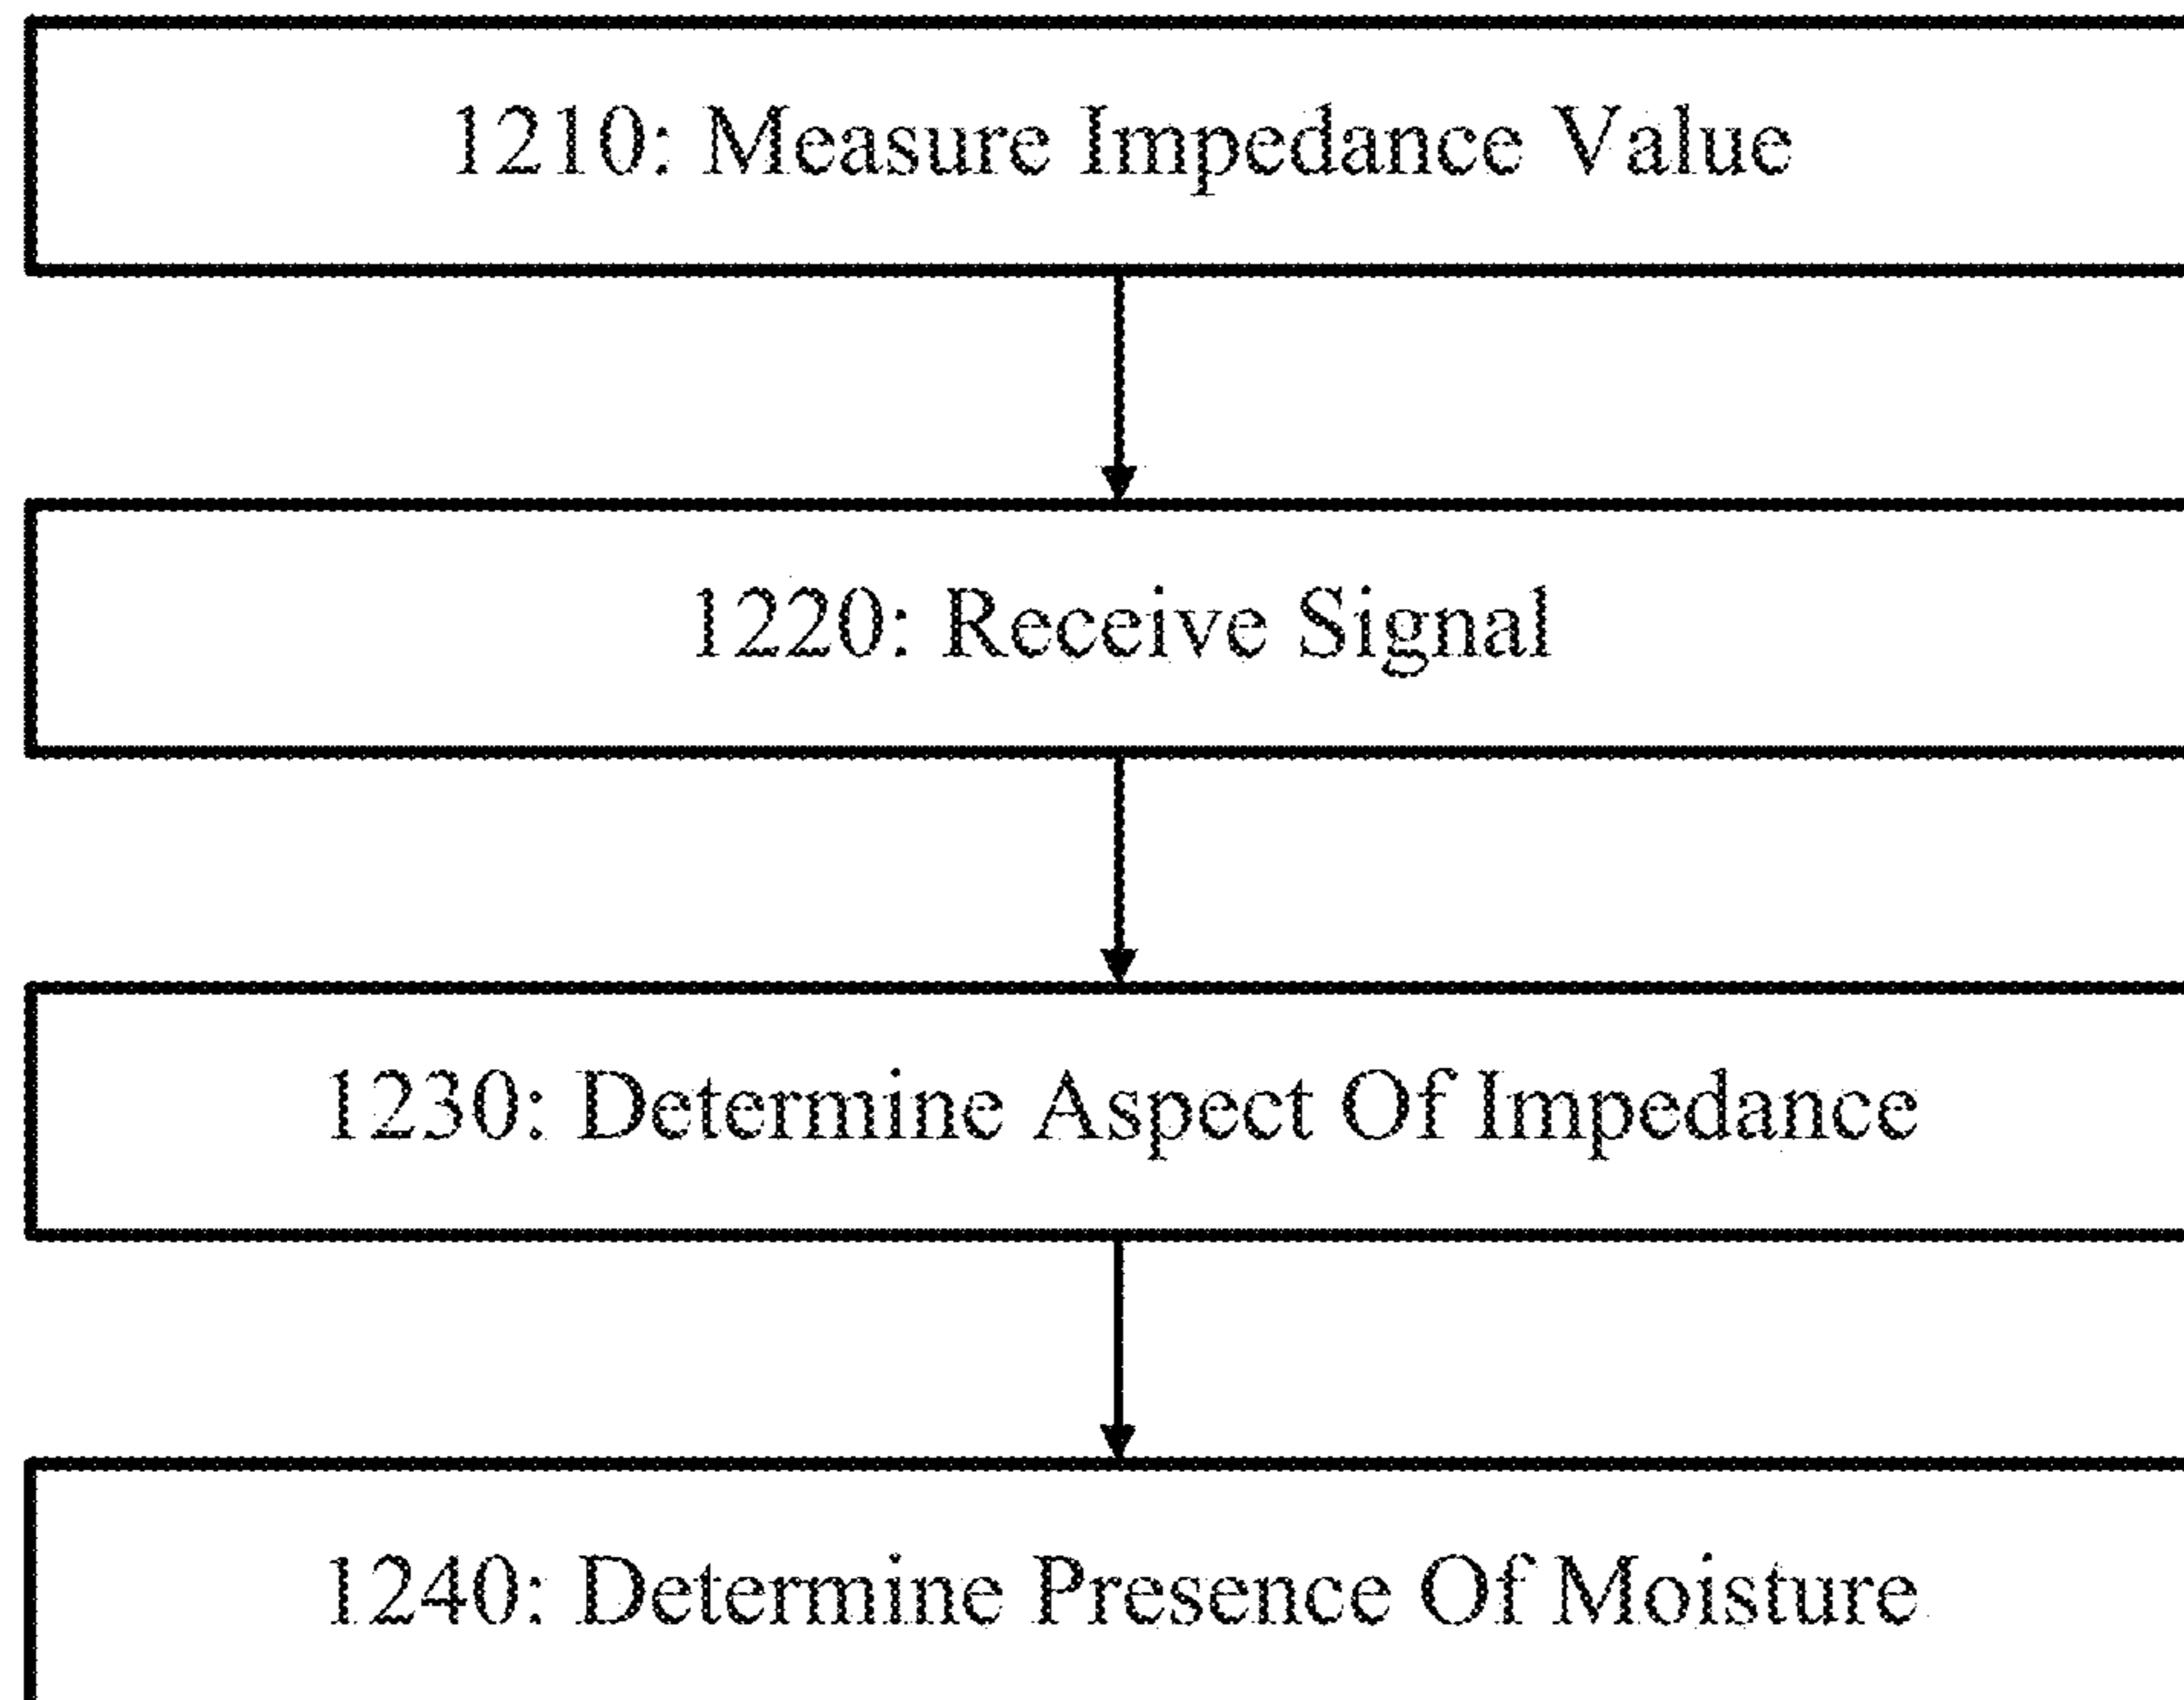 1210: Measure Impedance Value
1220: Receive Signal
1230: Determine Aspect Of Impedance
1240: Determine Presence Of Moisture